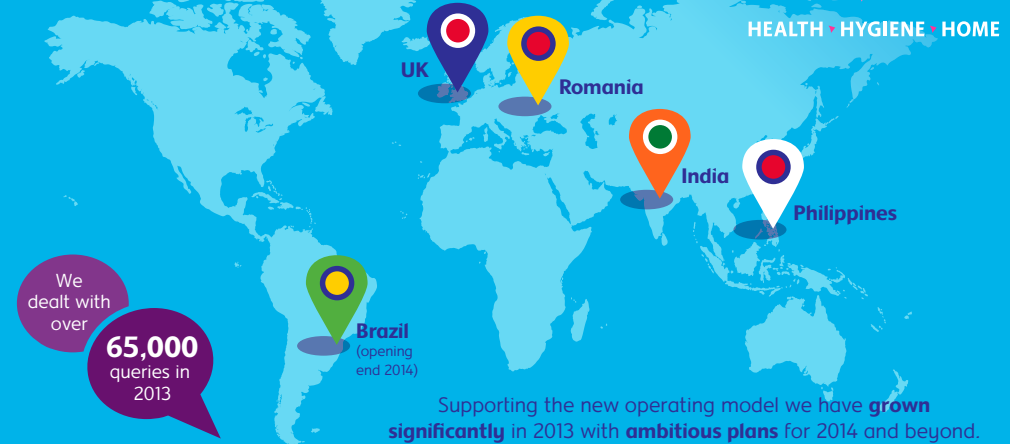 HEALTH HYGIENE HOME
UK
Romania
India
Philippines
Brazil
(opening
end 2014)
We
dealt with
over
65,000
queries in
2013
Supporting the new operating model we have grown
significantly in 2013 with ambitious plans for 2014 and beyond.